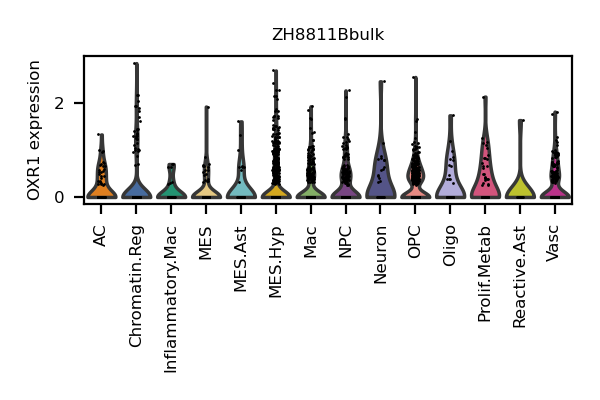 ZH8811Bbulk
OXR1 expression
2
0
AC
Chromatin.Reg
Inflammatory.Mac
MES
MES.Ast
MES.Hyp
Mac
NPC
Neuron
OPC
Oligo
Prolif.Metab
Reactive.Ast
Vasc